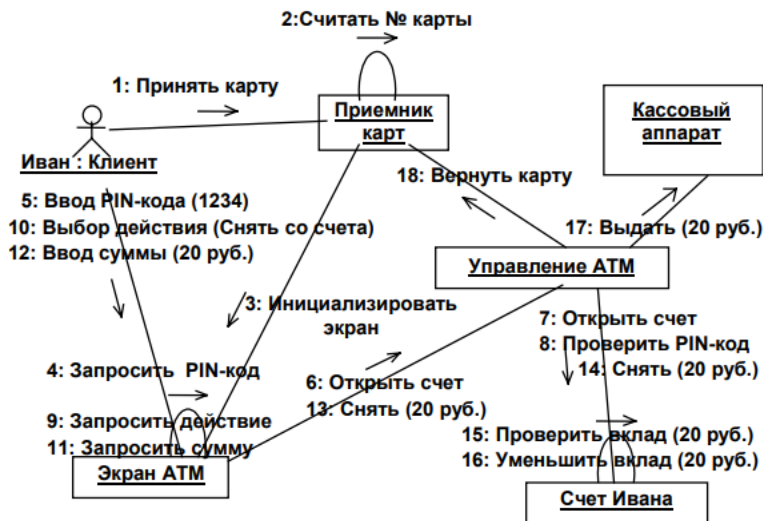 2:Считать № карты
1: Принять карту
Приемник
карт
Кассовый
аппарат
Иван : Клиент
18: Вернуть карту
5: Ввод PIN-кода (1234)
10: Выбор действия (Снять со счета)
12: Ввод суммы (20 руб.)
17: Выдать (20 руб.)
Управление АТМ
3: Инициализировать
экран
7: Открыть счет
8: Проверить PIN-код
14: Снять (20 руб.)
4: Запросить PIN-код
6: Открыть счет
13: Снять (20 руб.)
9: Запросить действие
11: Запросить сумму
15: Проверить вклад (20 руб.)
16: Уменьшить вклад (20 руб.)
Экран АТМ
Счет Ивана